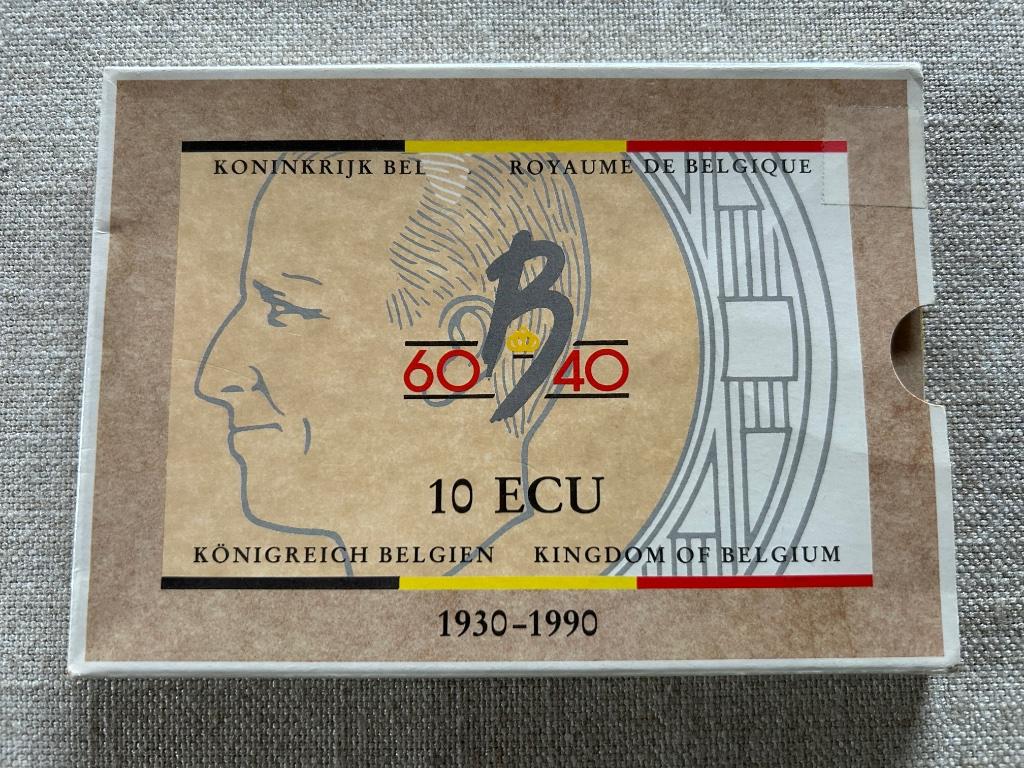 KONINKRIJK BEL ROYAUME DE BELGIQUE
B
60 40
10 ECU
KÖNIGREICH BELGIEN KINGDOM OF BELGIUM
1930-1990